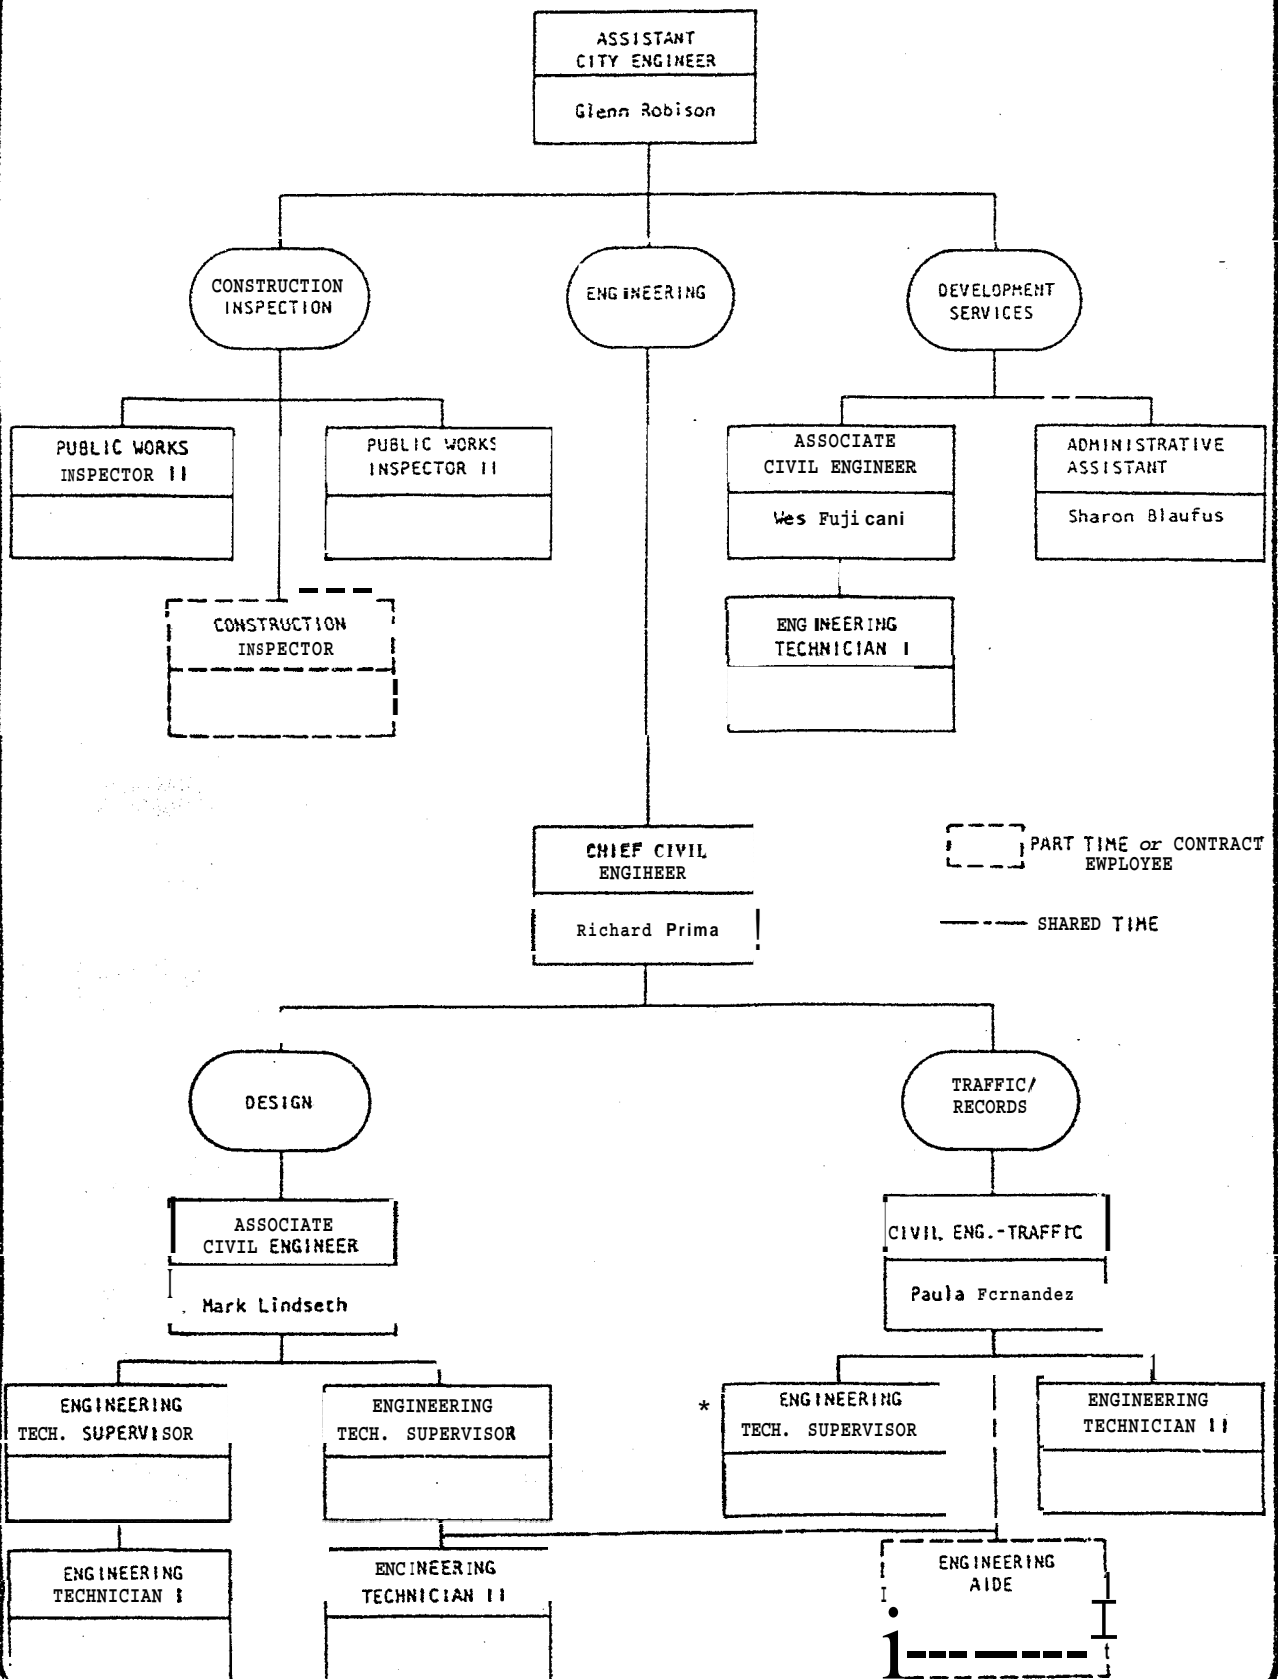 ASSISTANT
CITY ENGINEER
Glenn Robison
CONSTRUCTION
INSPECTION
ENGINEERING
DEVELOPMENT
SERVICES
PUBLIC WORKS
INSPECTOR II
PUBLIC WORKS
INSPECTOR II
ASSOCIATE
CIVIL ENGINEER
Wes Fujicani
ADMINISTRATIVE
ASSISTANT
Sharon Blaufus
CONSTRUCTION
INSPECTOR
ENGINEERING
TECHNICIAN I
CHIEF CIVIL
ENGIHEER
Richard Prima
PART TIME or CONTRACT
EWPLOYEE
SHARED TIME
DESIGN
TRAFFIC/
RECORDS
ASSOCIATE
CIVIL ENGINEER
Mark Lindseth
CIVIL ENG.-TRAFFIC
Paula Fcrnandez
ENGINEERING
TECH. SUPERVISOR
ENGINEERING
TECH. SUPERVISOR
* ENGINEERING
TECH. SUPERVISOR
ENGINEERING
TECHNICIAN II
ENGINEERING
TECHNICIAN I
ENCINEERING
TECHNICIAN II
ENGINEERING
AIDE